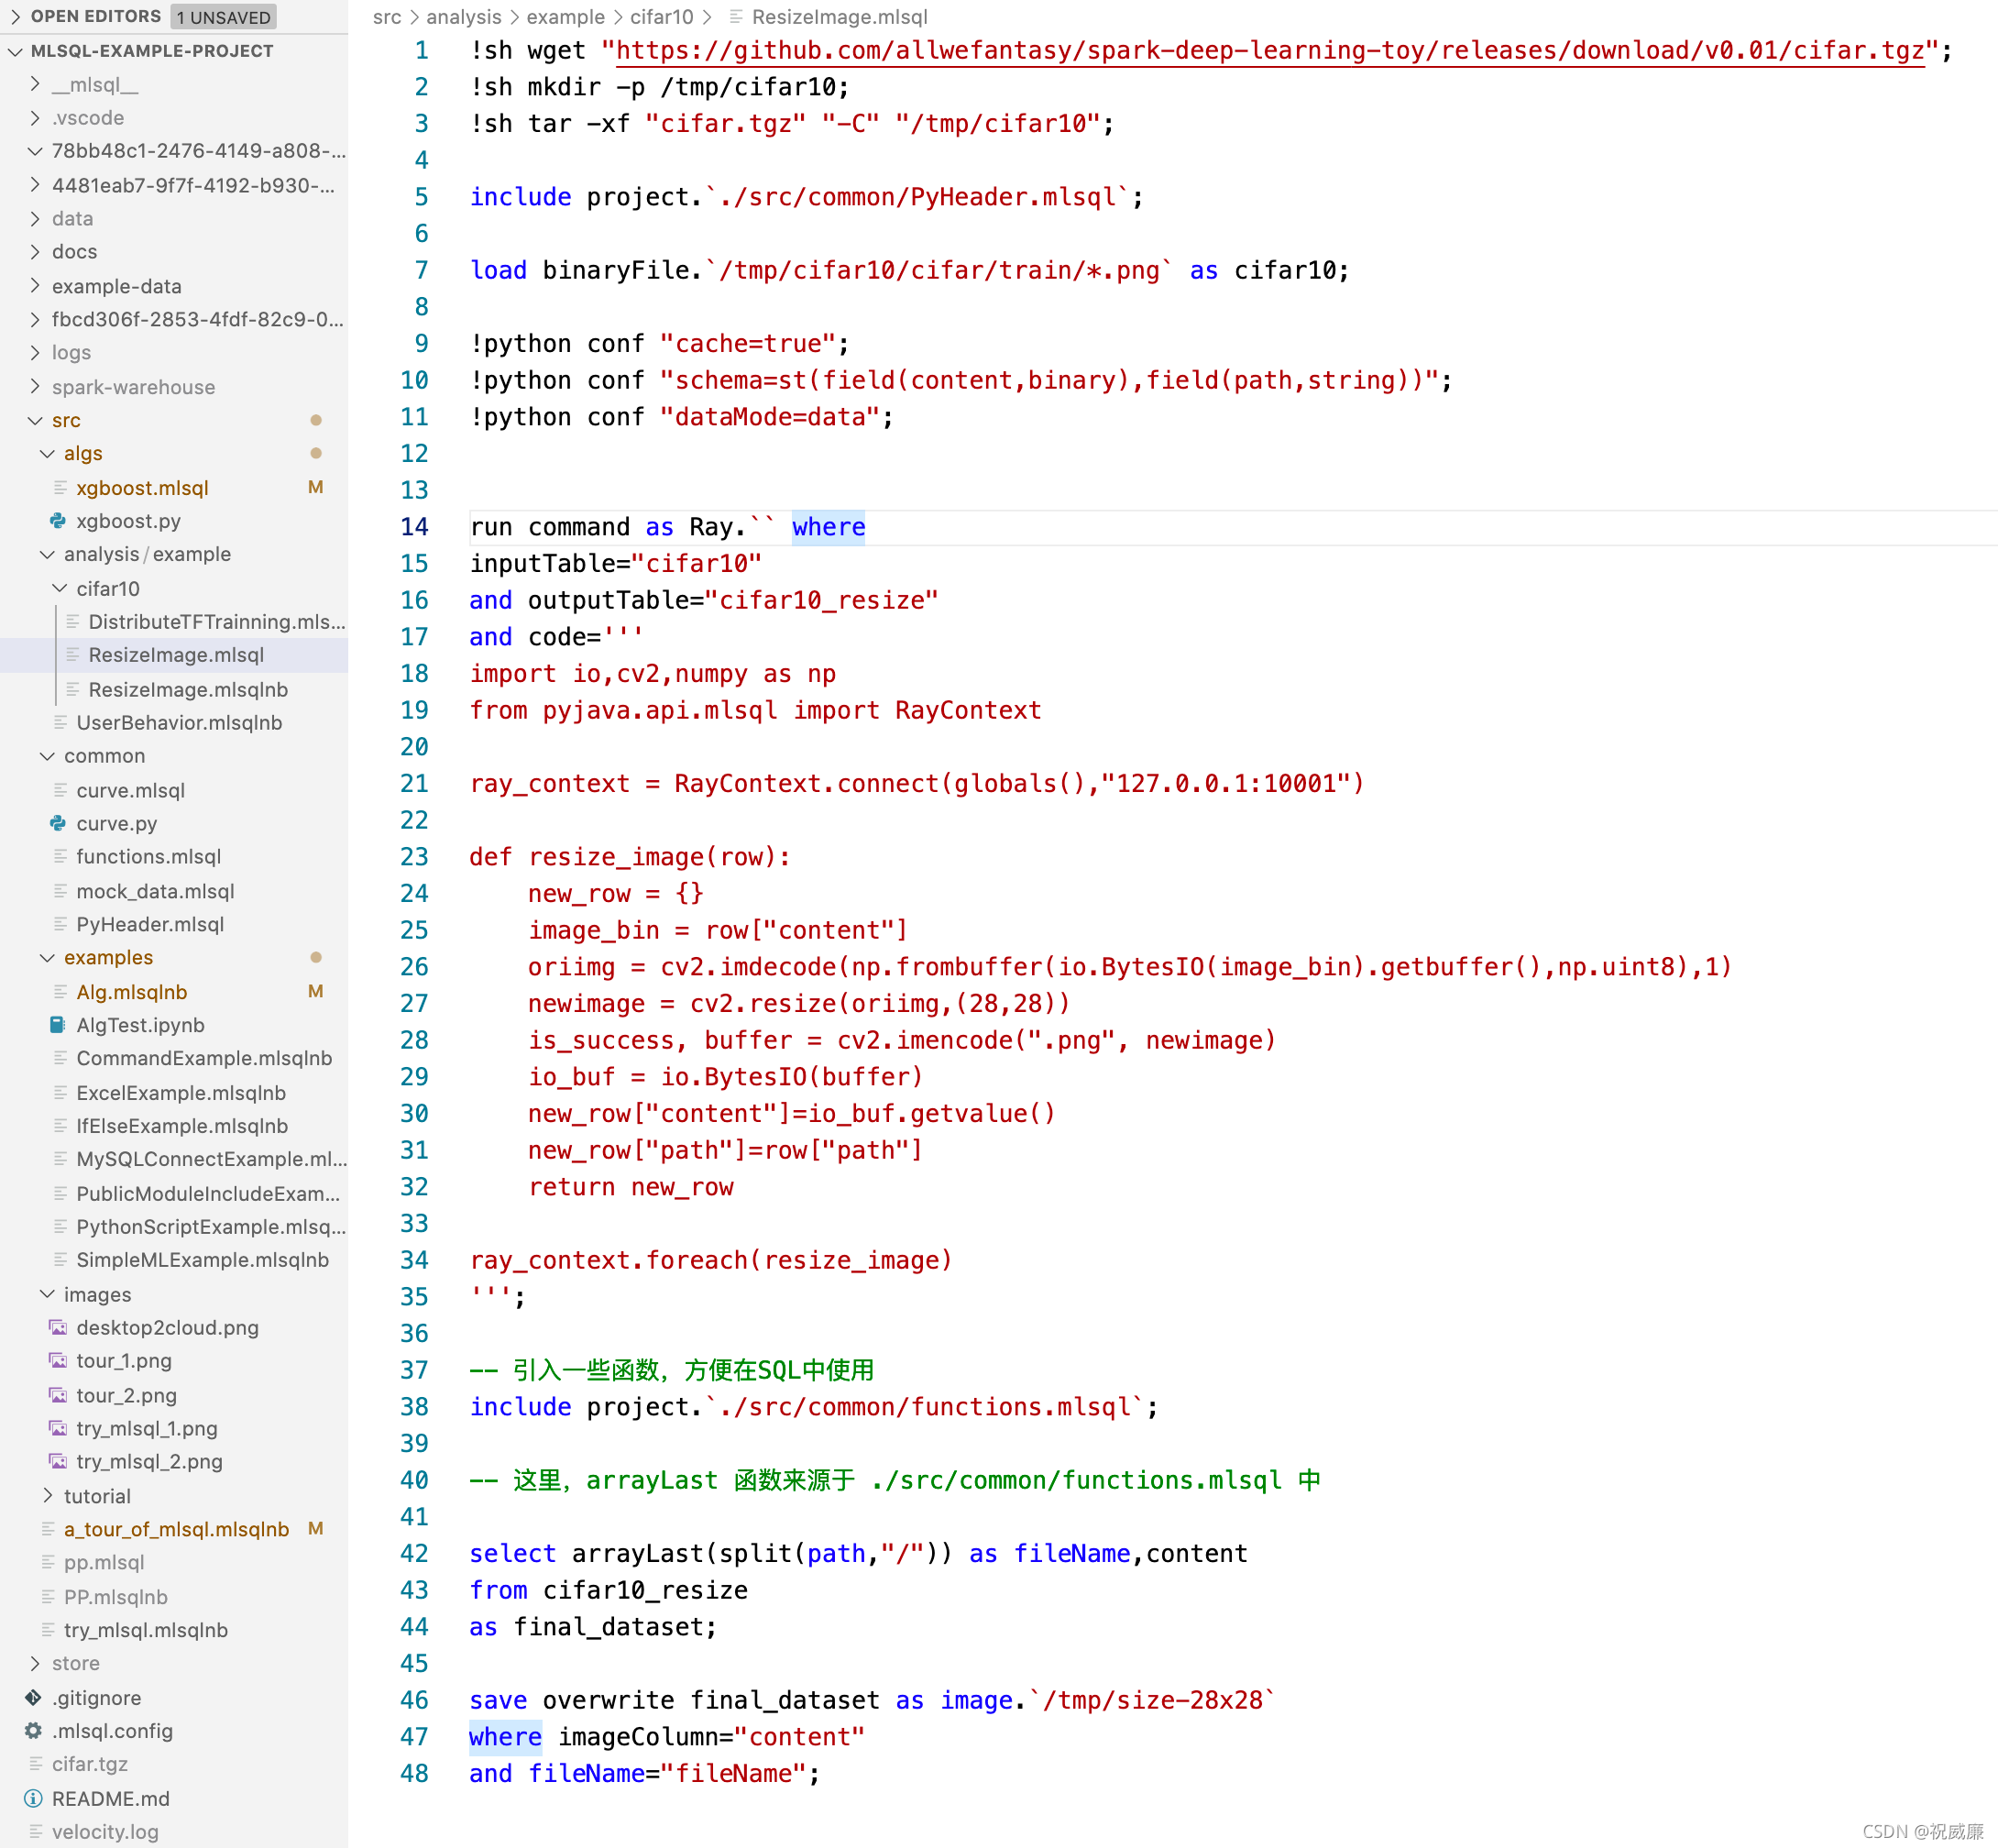 OPEN EDITORS 1 UNSAVED
MLSQL-EXAMPLE-PROJECT
__mlsql__
.vscode
78bb48c1-2476-4149-a808-...
4481eab7-9f7f-4192-b930-...
data
docs
example-data
fbcd306f-2853-4fdf-82c9-0...
logs
spark-warehouse
src
algs
xgboost.mlsql M
xgboost.py
analysis/example
cifar10
DistributeTFTrainning.mls...
ResizeImage.mlsql
ResizeImage.mlsqlnb
UserBehavior.mlsqlnb
common
curve.mlsql
curve.py
functions.mlsql
mock_data.mlsql
PyHeader.mlsql
examples
Alg.mlsqlnb M
AlgTest.ipynb
CommandExample.mlsqlnb
ExcelExample.mlsqlnb
IfElseExample.mlsqlnb
MySQLConnectExample.ml...
PublicModuleIncludeExam...
PythonScriptExample.mlsq...
SimpleMLExample.mlsqlnb
images
desktop2cloud.png
tour_1.png
tour_2.png
try_mlsql_1.png
try_mlsql_2.png
tutorial
a_tour_of_mlsql.mlsqlnb M
pp.mlsql
PP.mlsqlnb
try_mlsql.mlsqlnb
store
.gitignore
.mlsql.config
cifar.tgz
README.md
velocity.log
src > analysis > example > cifar10 > ResizeImage.mlsql
1 !sh wget "https://github.com/allwefantasy/spark-deep-learning-toy/releases/download/v0.01/cifar.tgz";
2 !sh mkdir -p /tmp/cifar10;
3 !sh tar -xf "cifar.tgz" "-C" "/tmp/cifar10";
4
5 include project.`./src/common/PyHeader.mlsql`;
6
7 load binaryFile.`/tmp/cifar10/cifar/train/*.png` as cifar10;
8
9 !python conf "cache=true";
10 !python conf "schema=st(field(content,binary),field(path,string))";
11 !python conf "dataMode=data";
12
13
14 run command as Ray.`` where
15 inputTable="cifar10"
16 and outputTable="cifar10_resize"
17 and code='''
18 import io,cv2,numpy as np
19 from pyjava.api.mlsql import RayContext
20
21 ray_context = RayContext.connect(globals(),"127.0.0.1:10001")
22
23 def resize_image(row):
24     new_row = {}
25     image_bin = row["content"]
26     oriimg = cv2.imdecode(np.frombuffer(io.BytesIO(image_bin).getbuffer(),np.uint8),1)
27     newimage = cv2.resize(oriimg,(28,28))
28     is_success, buffer = cv2.imencode(".png", newimage)
29     io_buf = io.BytesIO(buffer)
30     new_row["content"]=io_buf.getvalue()
31     new_row["path"]=row["path"]
32     return new_row
33
34 ray_context.foreach(resize_image)
35 ''';
36
37 -- 引入一些函数，方便在SQL中使用
38 include project.`./src/common/functions.mlsql`;
39
40 -- 这里，arrayLast 函数来源于 ./src/common/functions.mlsql 中
41
42 select arrayLast(split(path,"/")) as fileName,content
43 from cifar10_resize
44 as final_dataset;
45
46 save overwrite final_dataset as image.`/tmp/size-28x28`
47 where imageColumn="content"
48 and fileName="fileName";
CSDN @祝威廉